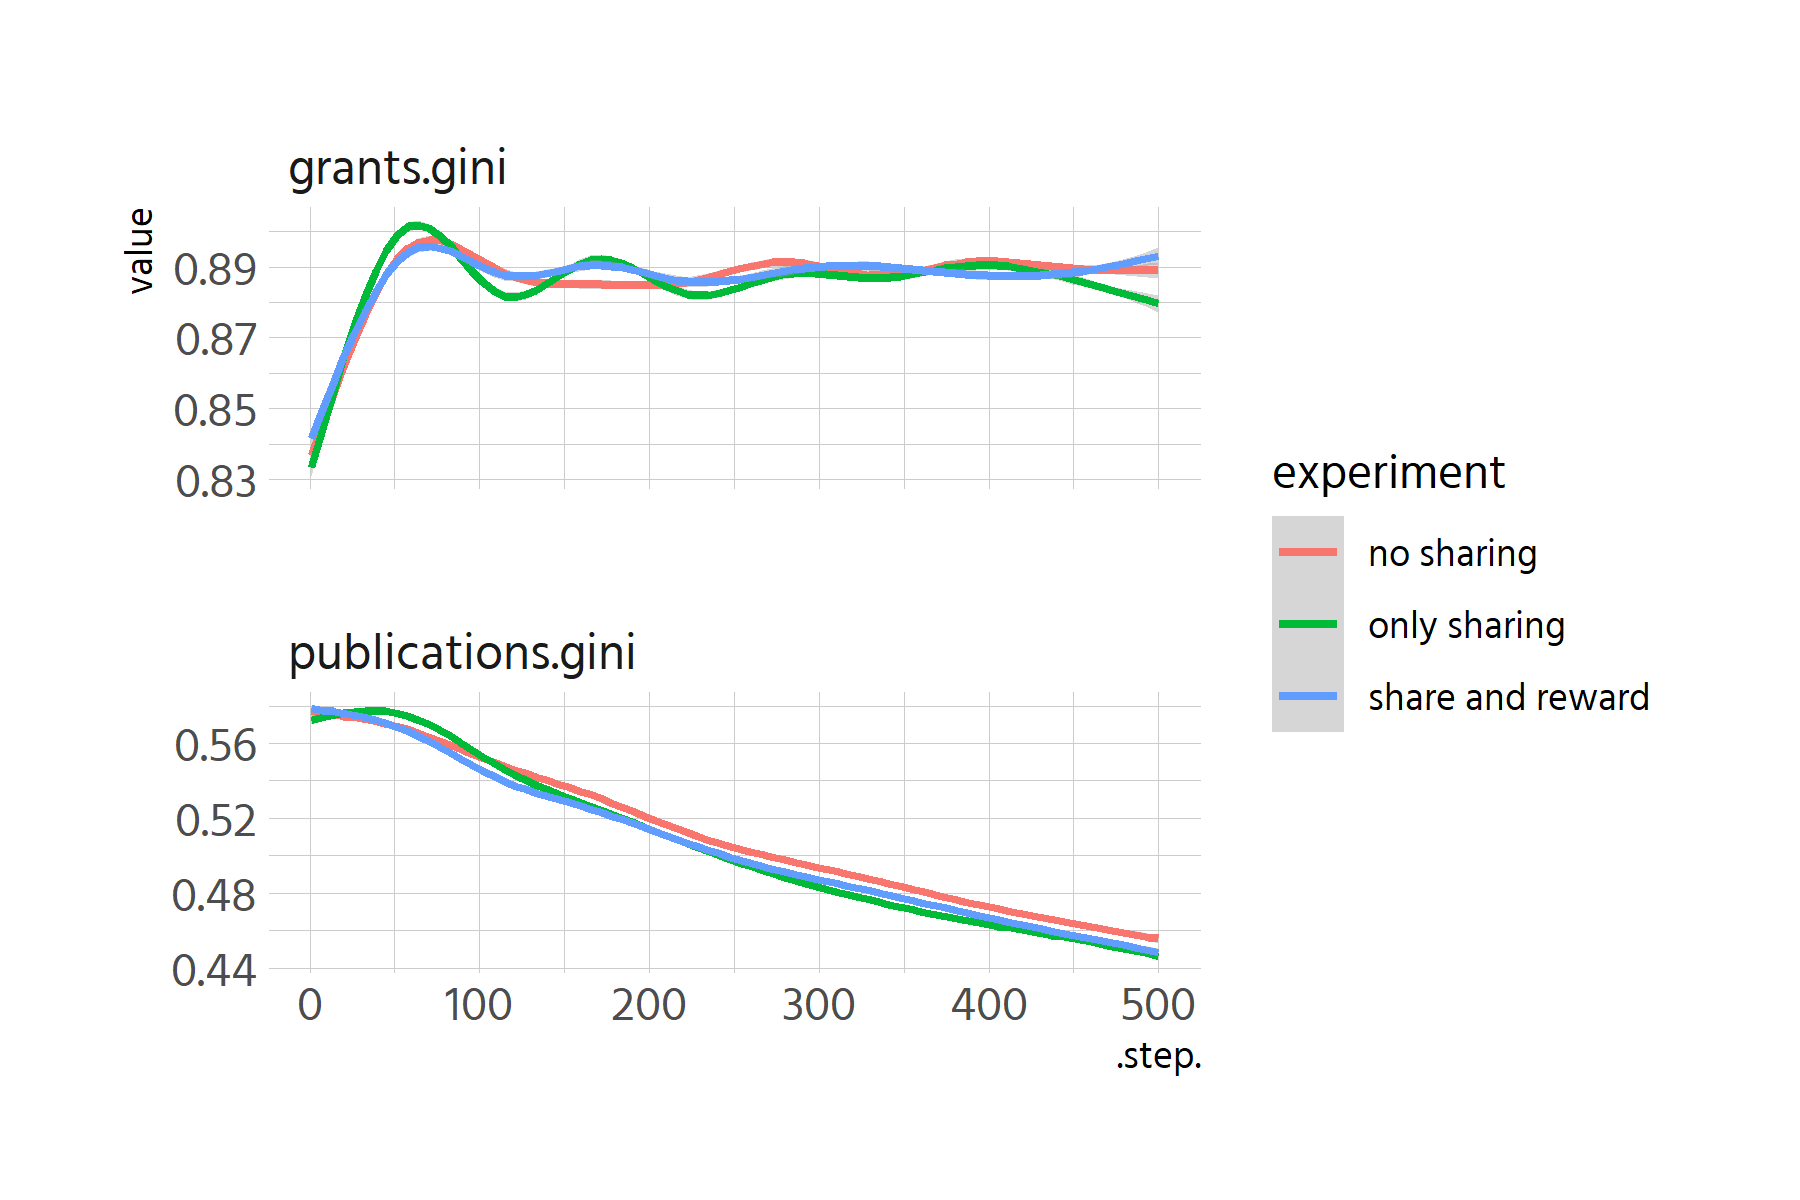 grants.gini
value
0.89
0.87
0.85
0.83
publications.gini
0.56
0.52
0.48
0.44
0 100 200 300 400 500
.step.
experiment
no sharing
only sharing
share and reward